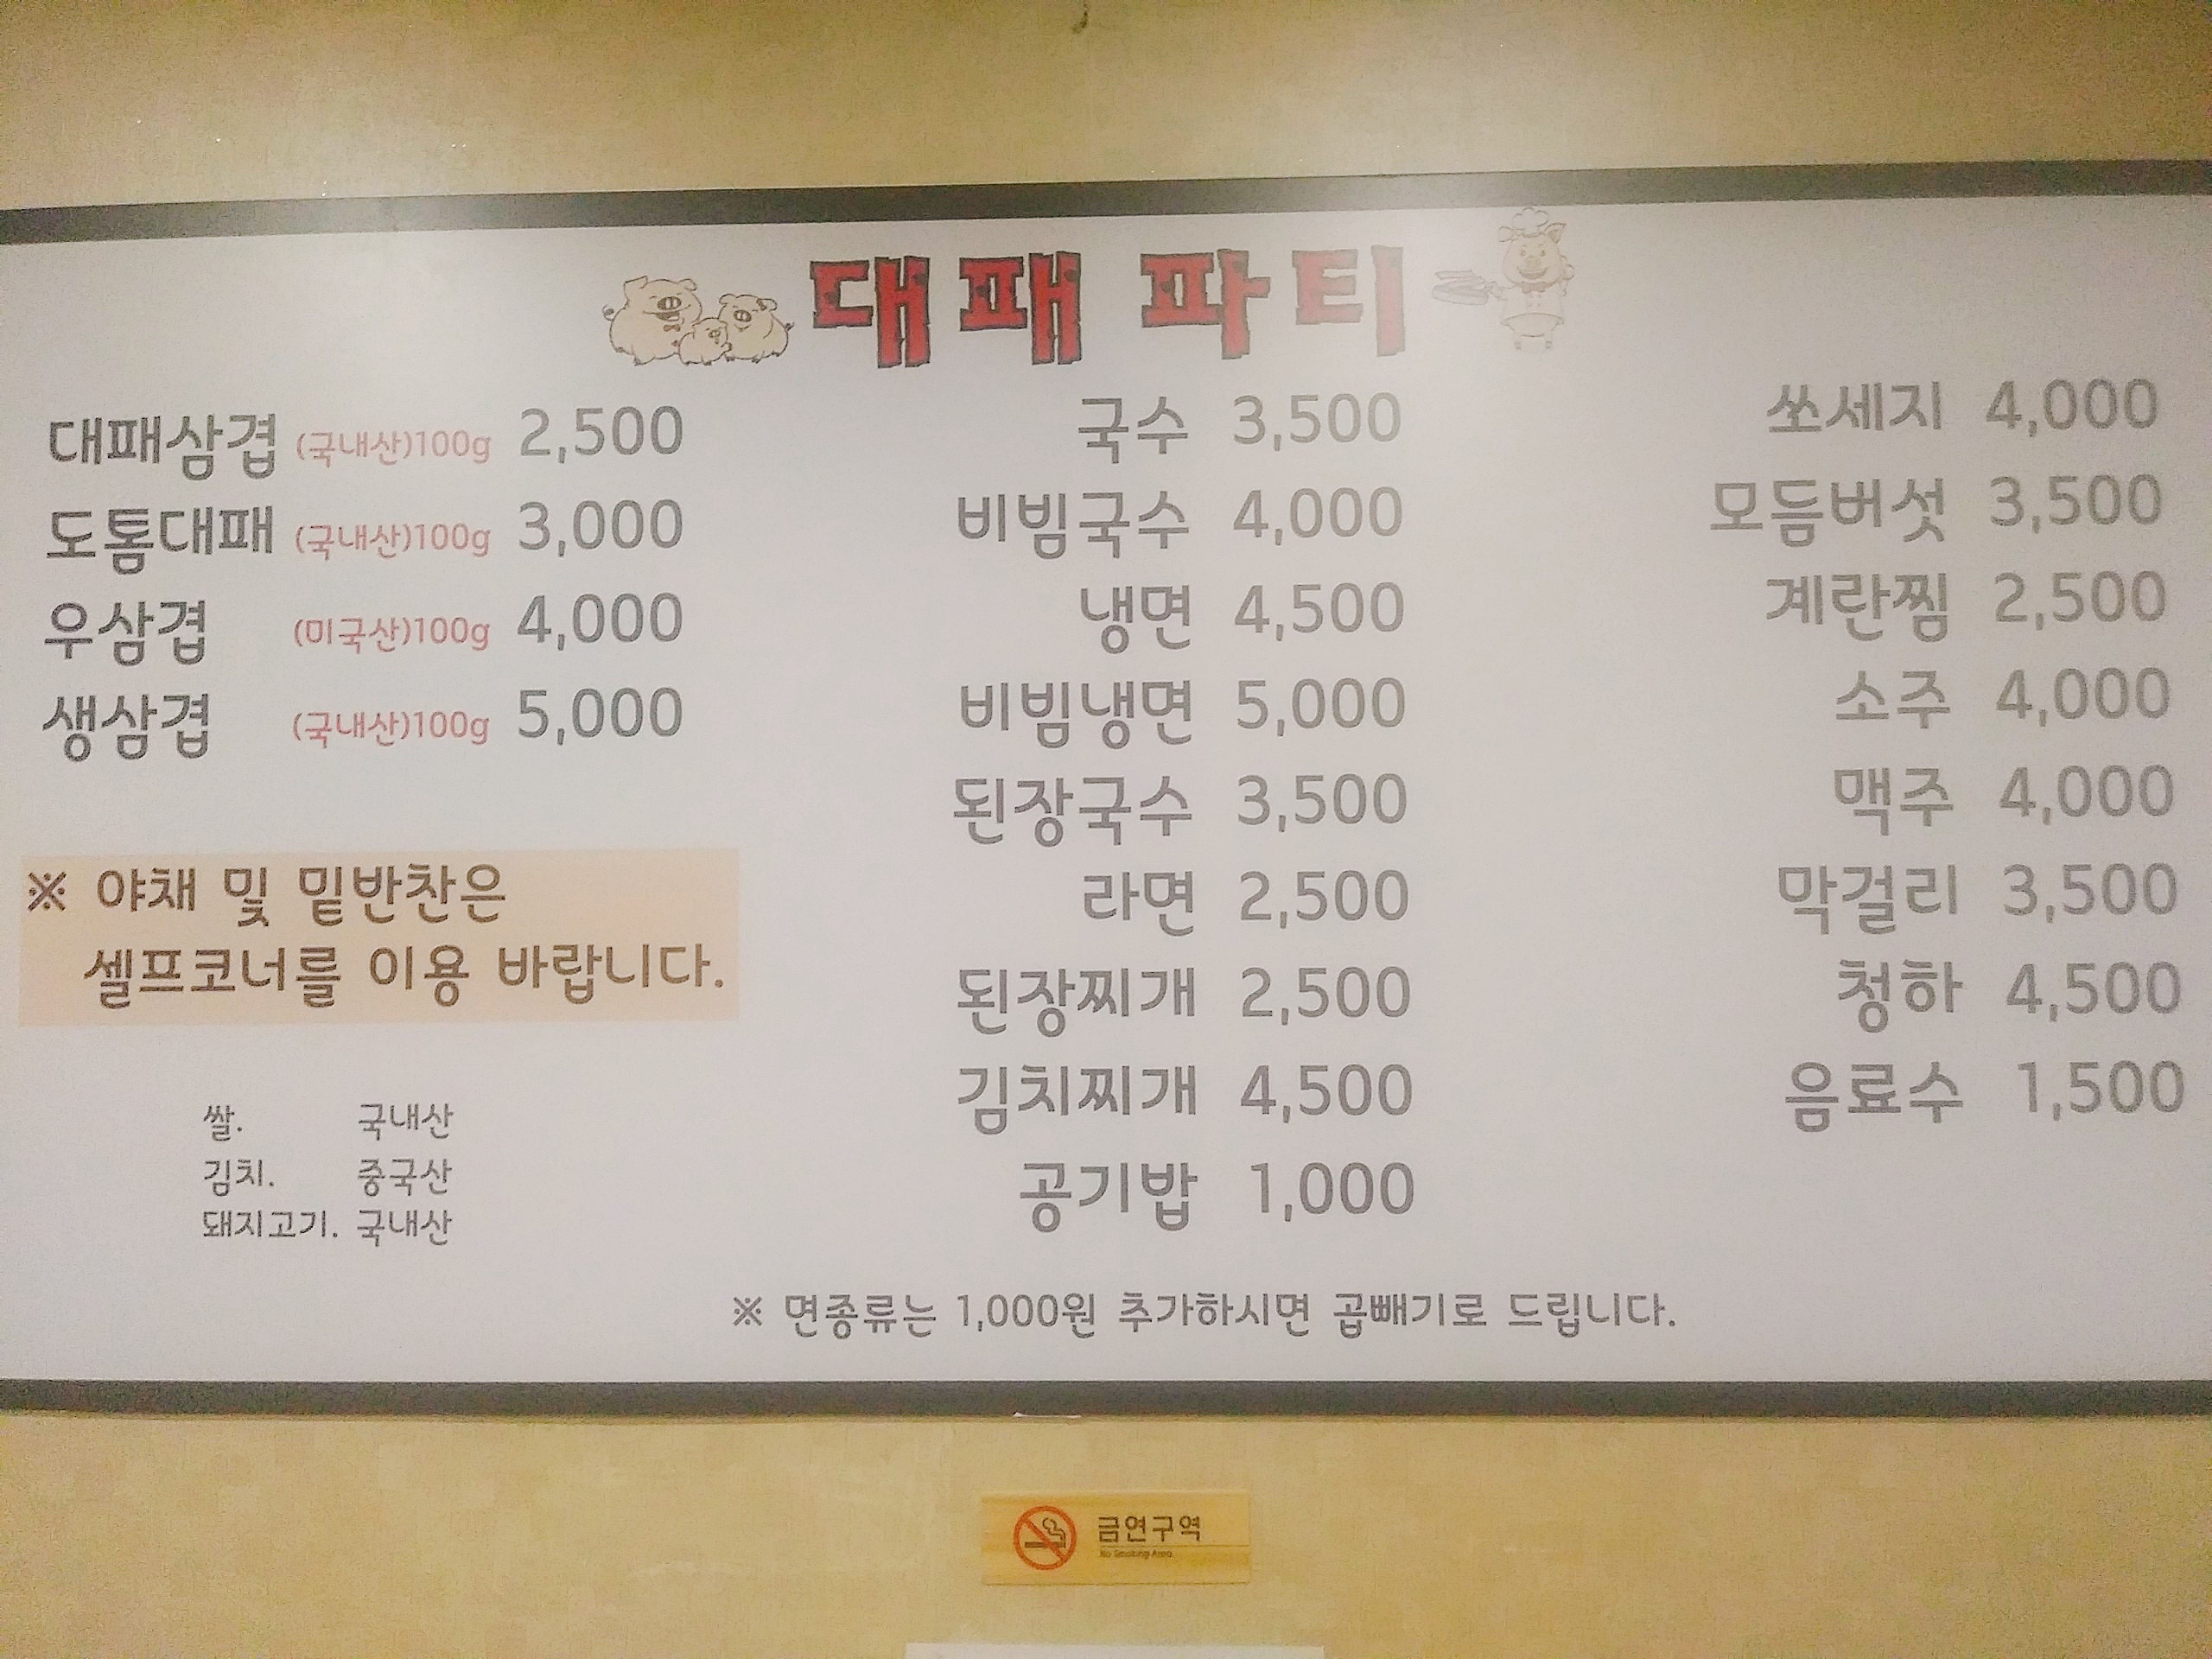 대패 파티
대패삼겹 (국내산)100g 2,500
도톰대패 (국내산)100g 3,000
우삼겹 (미국산)100g 4,000
생삼겹 (국내산)100g 5,000
※ 야채 및 밑반찬은
셀프코너를 이용 바랍니다.
쌀. 국내산
김치. 중국산
돼지고기. 국내산
국수 3,500
비빔국수 4,000
냉면 4,500
비빔냉면 5,000
된장국수 3,500
라면 2,500
된장찌개 2,500
김치찌개 4,500
공기밥 1,000
쏘세지 4,000
모듬버섯 3,500
계란찜 2,500
소주 4,000
맥주 4,000
막걸리 3,500
청하 4,500
음료수 1,500
※ 면종류는 1,000원 추가하시면 곱빼기로 드립니다.
금연구역
No Smoking Area